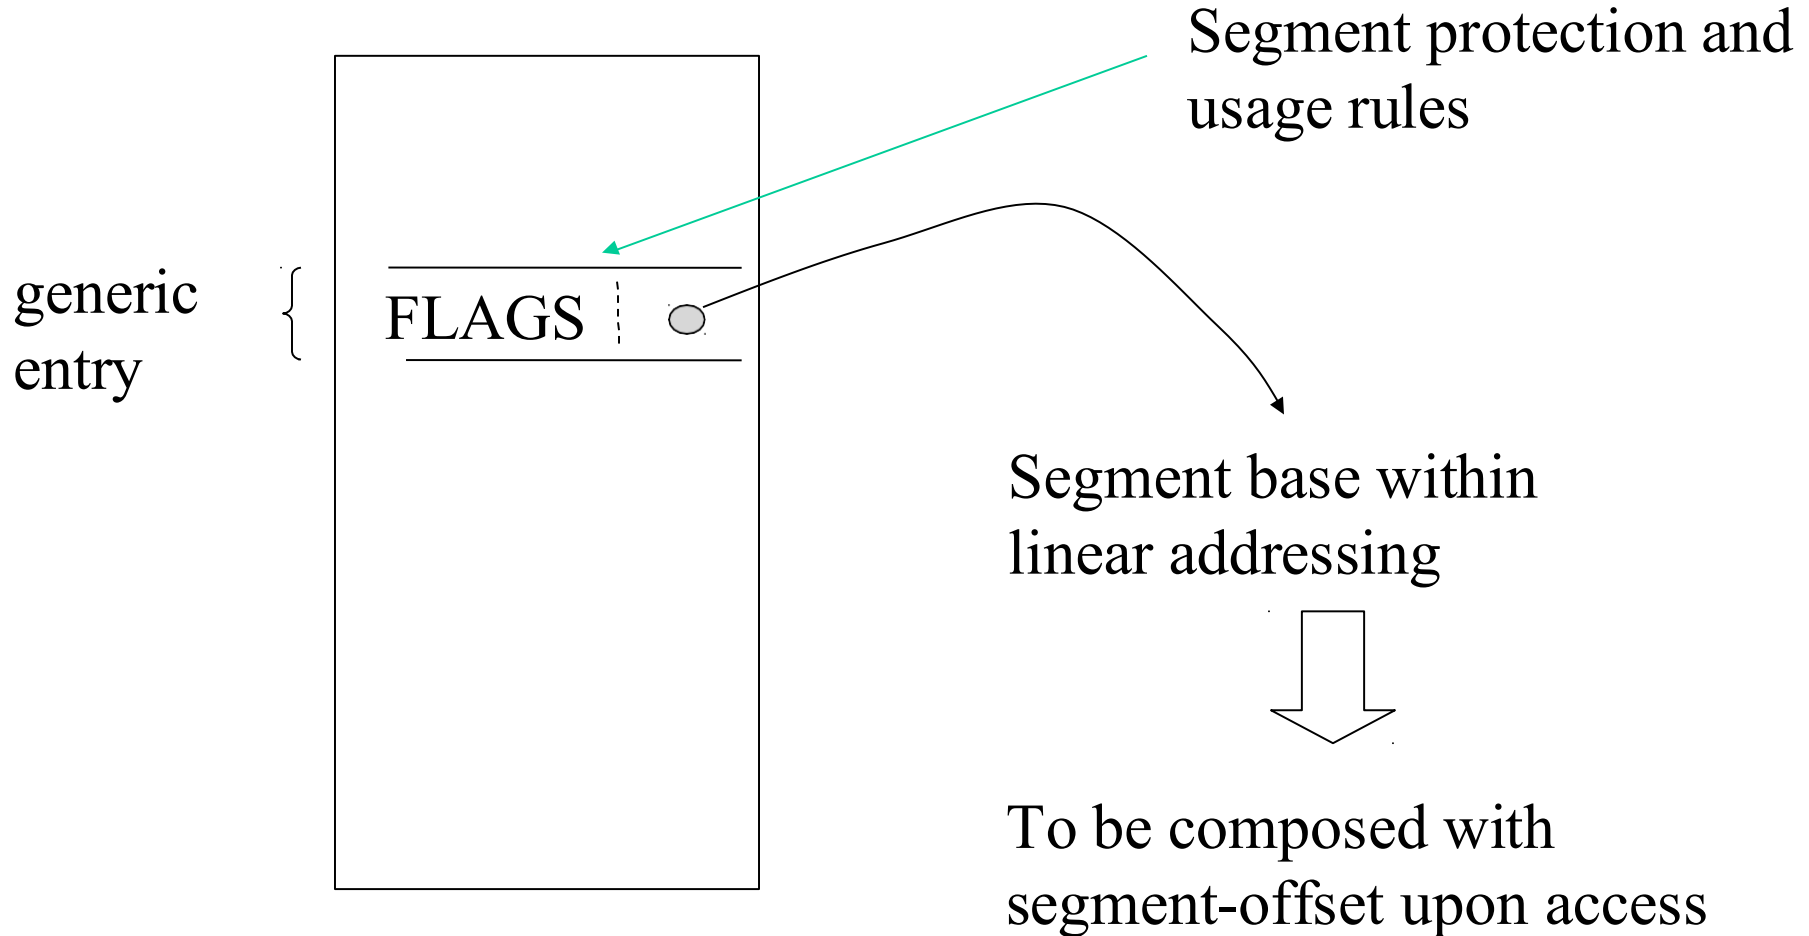 Segment protection and
usage rules
generic
entry
FLAGS
Segment base within
linear addressing
To be composed with
segment-offset upon access